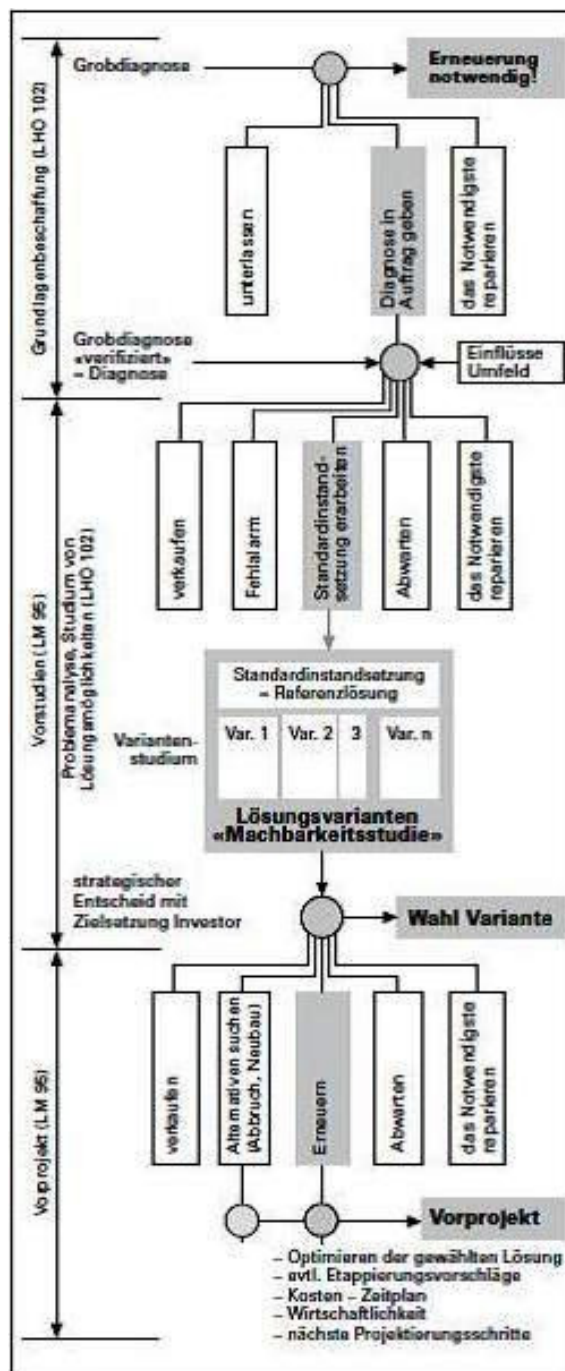 Grobdiagnose
Erneuerung
notwendig!
Grundlagenbeschaffung (LHO 102)
unterlassen
Diagnose in
Auftrag geben
das Notwendigste
reparieren
Grobdiagnose
«verifiziert»
– Diagnose
Einflüsse
Umfeld
Vorstudien (LM 95)
Problemanalyse, Studium von
Lösungsmöglichkeiten (LHO 102)
verkaufen
Fehlalarm
Standardinstand-
setzung erarbeiten
Abwarten
das Notwendigste
reparieren
Standardinstandsetzung
= Referenzlösung
Varianten-
studium
Var. 1
Var. 2
3
Var. n
Lösungsvarianten
«Machbarkeitsstudie»
strategischer
Entscheid mit
Zielsetzung Investor
Wahl Variante
Vorprojekt (LM 95)
verkaufen
Alternativen suchen
(Abbruch, Neubau)
Erneuern
Abwarten
das Notwendigste
reparieren
Vorprojekt
– Optimieren der gewählten Lösung
– evtl. Etappierungsvorschläge
– Kosten – Zeitplan
– Wirtschaftlichkeit
– nächste Projektierungsschritte